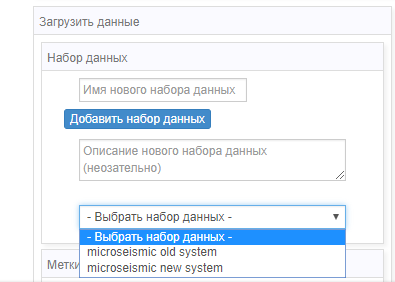 Загрузить данные
Набор данных
Имя нового набора данных
Добавить набор данных
Описание нового набора данных
(неозательно)
- Выбрать набор данных -
- Выбрать набор данных -
microseismic old system
microseismic new system
Метки